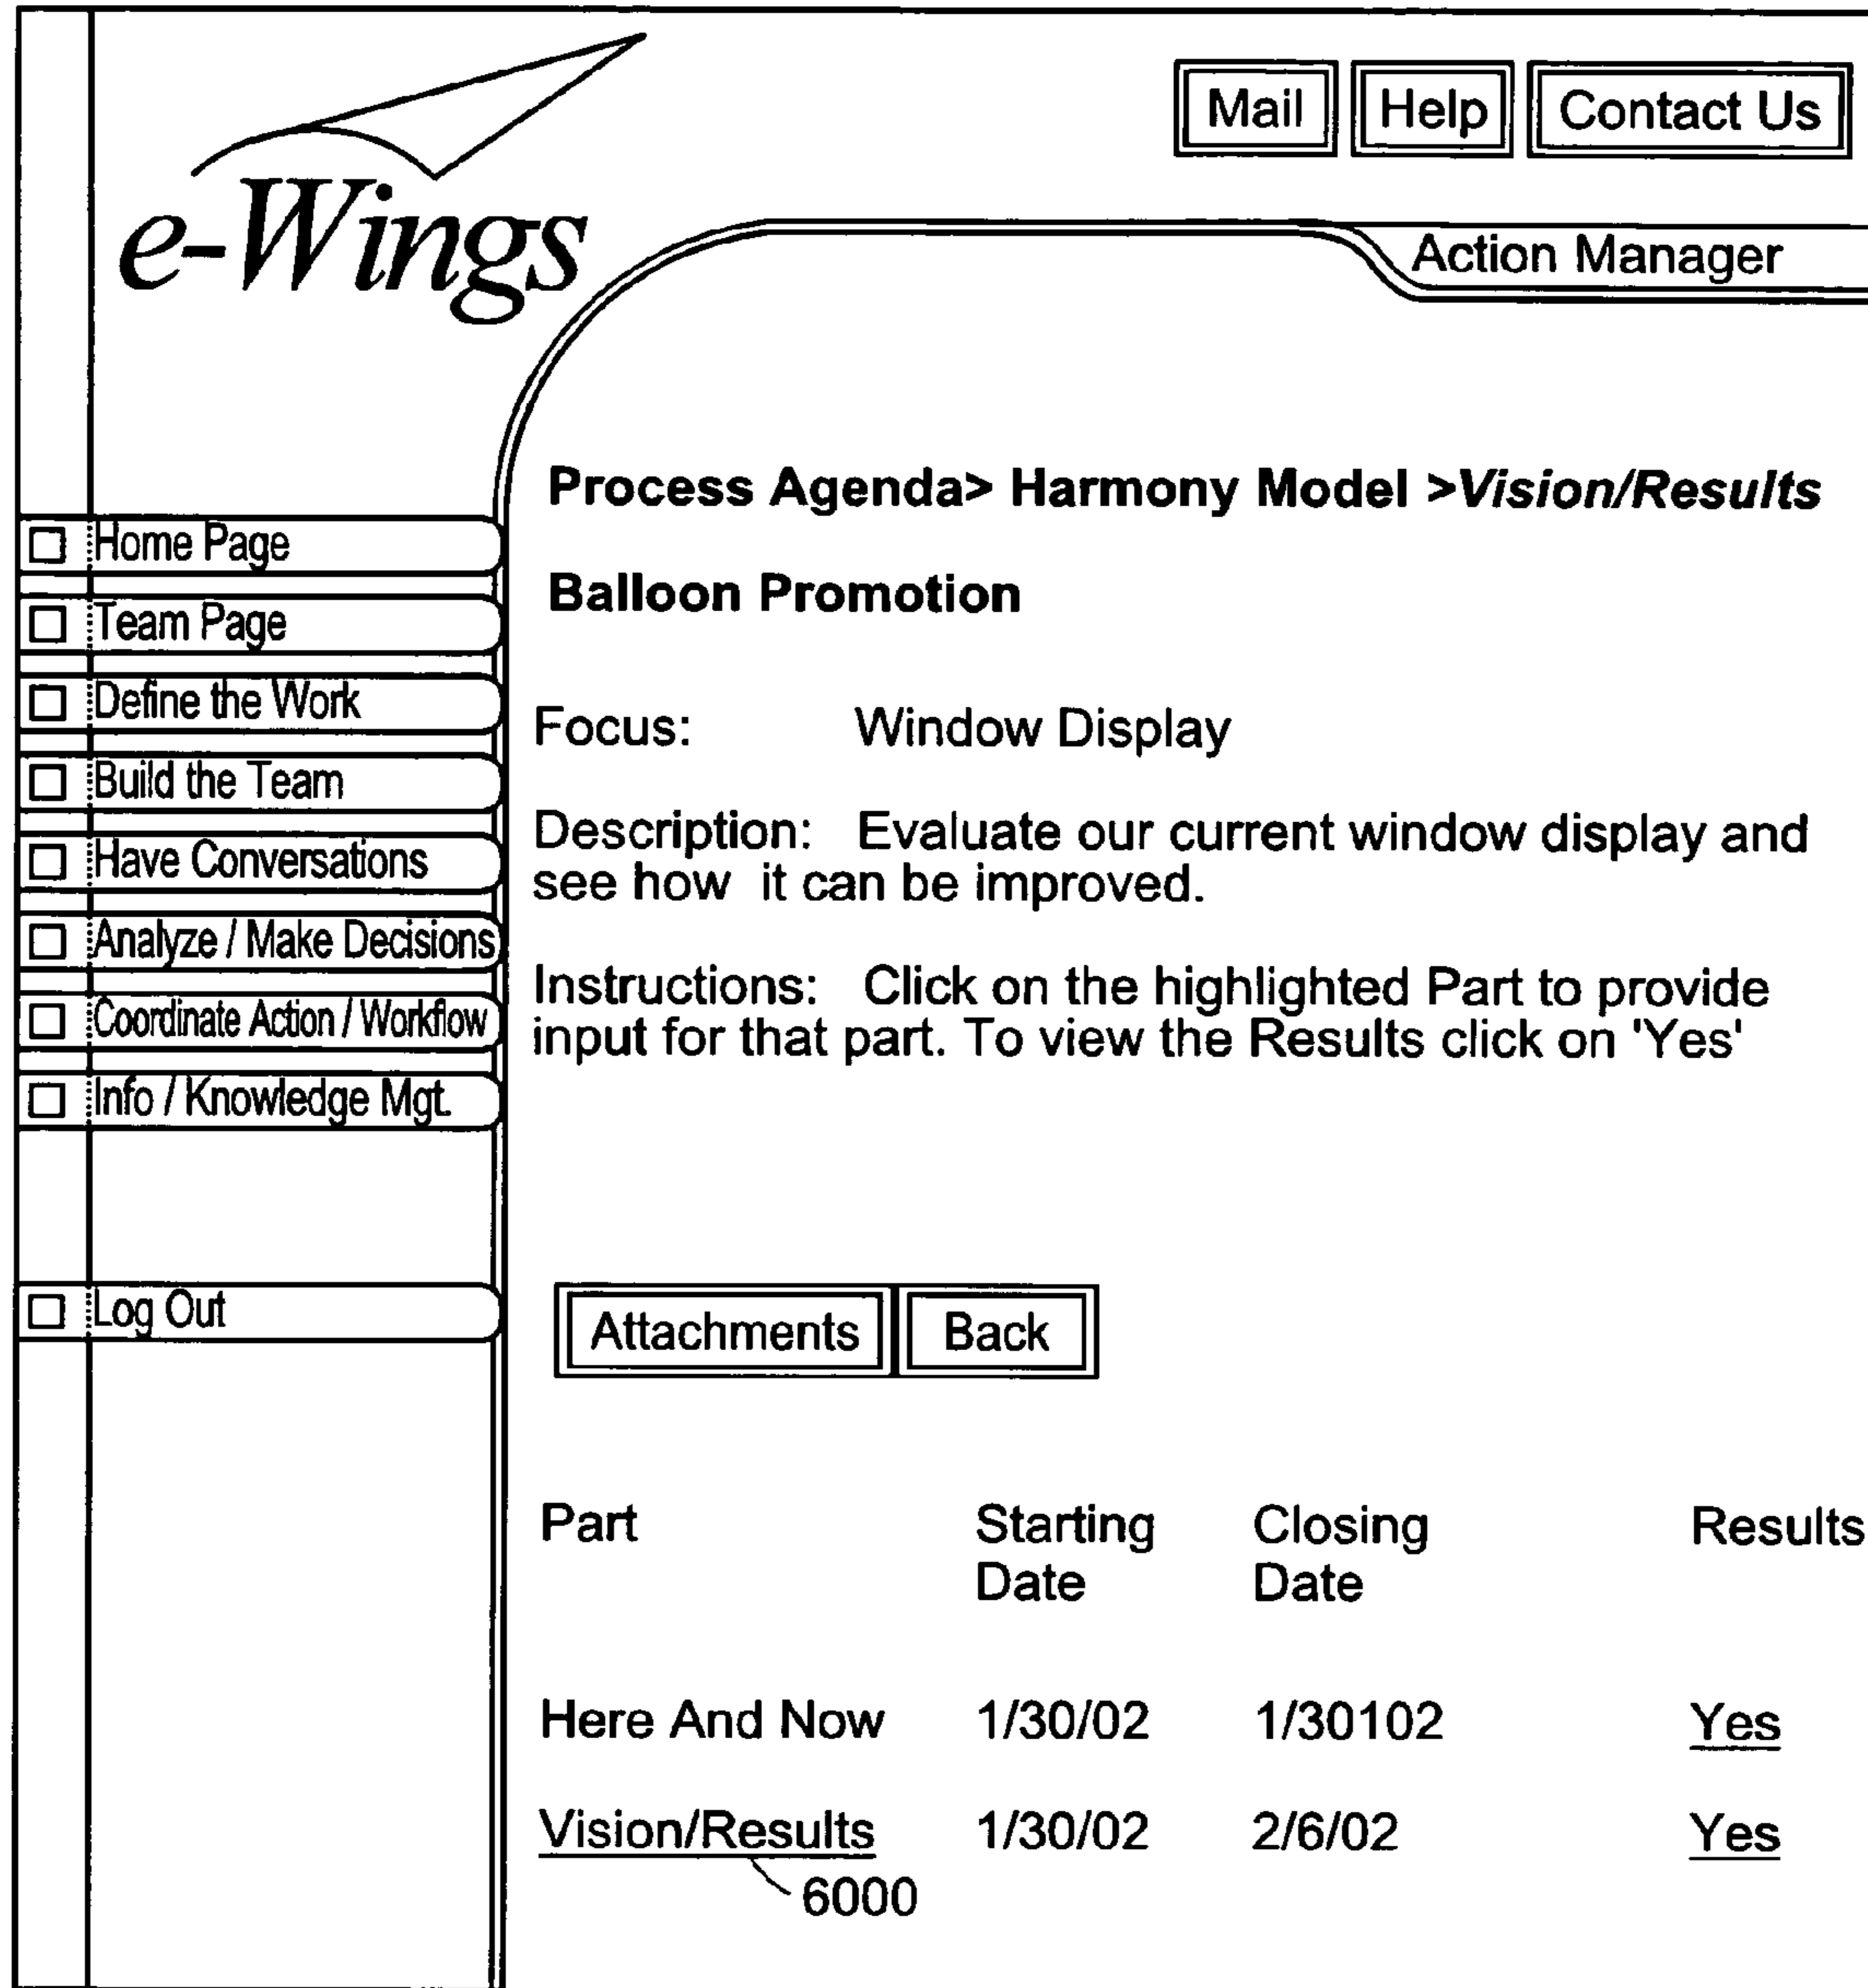 e-Wings
Mail Help Contact Us
Action Manager
Home Page
Team Page
Define the Work
Build the Team
Have Conversations
Analyze / Make Decisions
Coordinate Action / Workflow
Info / Knowledge Mgt.
Log Out
Process Agenda> Harmony Model >Vision/Results
Balloon Promotion
Focus: Window Display
Description: Evaluate our current window display and
see how it can be improved.
Instructions: Click on the highlighted Part to provide
input for that part. To view the Results click on 'Yes'
Attachments Back
Part Starting Closing Results
Date Date
Here And Now 1/30/02 1/30102 Yes
Vision/Results 1/30/02 2/6/02 Yes
6000